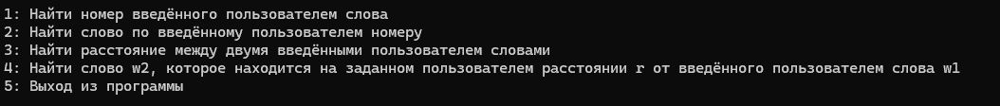 1: Найти номер введённого пользователем слова
2: Найти слово по введённому пользователем номеру
3: Найти расстояние между двумя введёнными пользователем словами
4: Найти слово w2, которое находится на заданном пользователем расстоянии r от введённого пользователем слова w1
5: Выход из программы